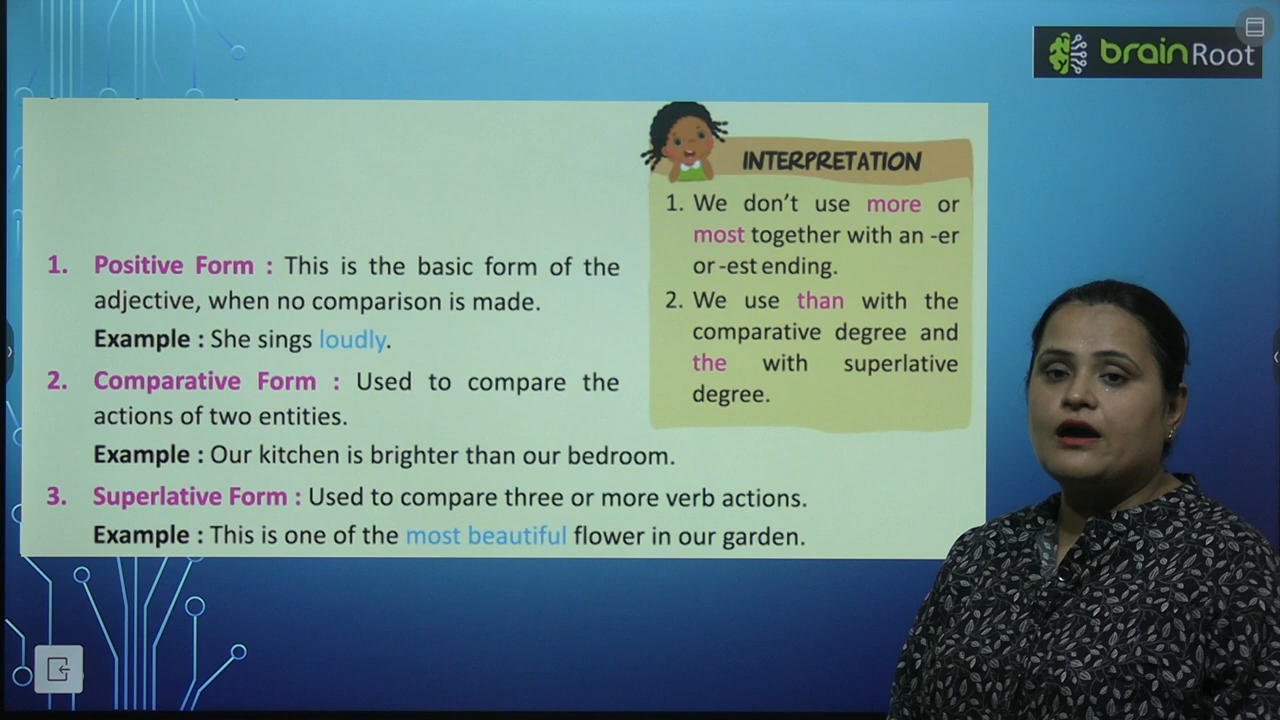 brainRoot
INTERPRETATION
1. We don't use more or
most together with an -er
or -est ending.
2. We use than with the
comparative degree and
the with superlative
degree.
1. Positive Form : This is the basic form of the
adjective, when no comparison is made.
Example : She sings loudly.
2. Comparative Form : Used to compare the
actions of two entities.
Example : Our kitchen is brighter than our bedroom.
3. Superlative Form : Used to compare three or more verb actions.
Example : This is one of the most beautiful flower in our garden.